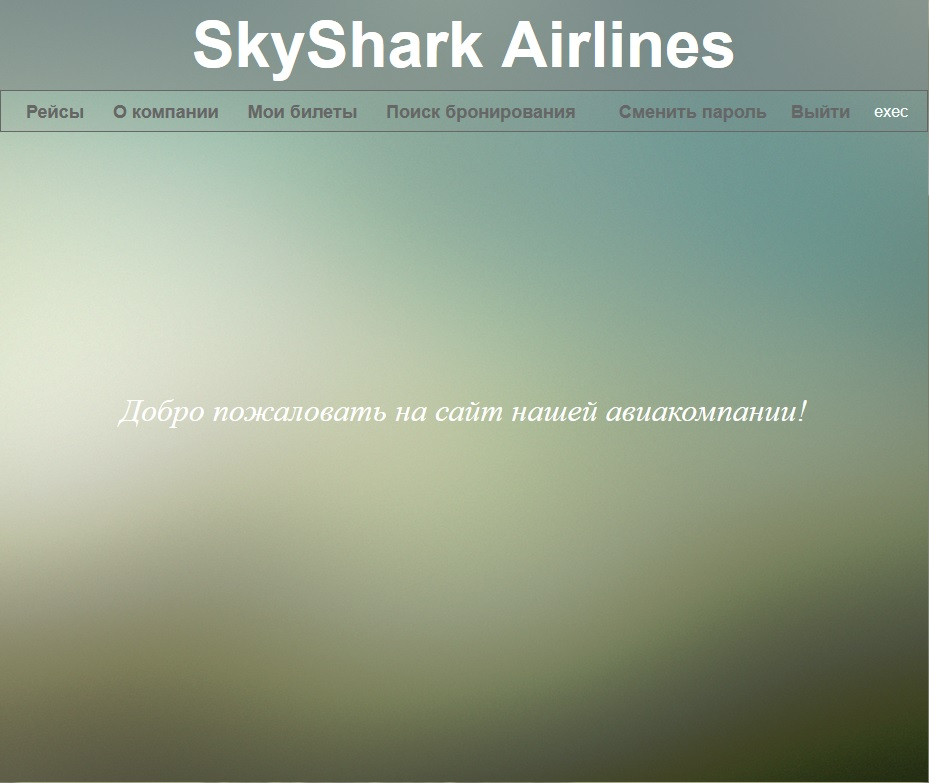 SkyShark Airlines
Рейсы О компании Мои билеты Поиск бронирования Сменить пароль Выйти exec
Добро пожаловать на сайт нашей авиакомпании!